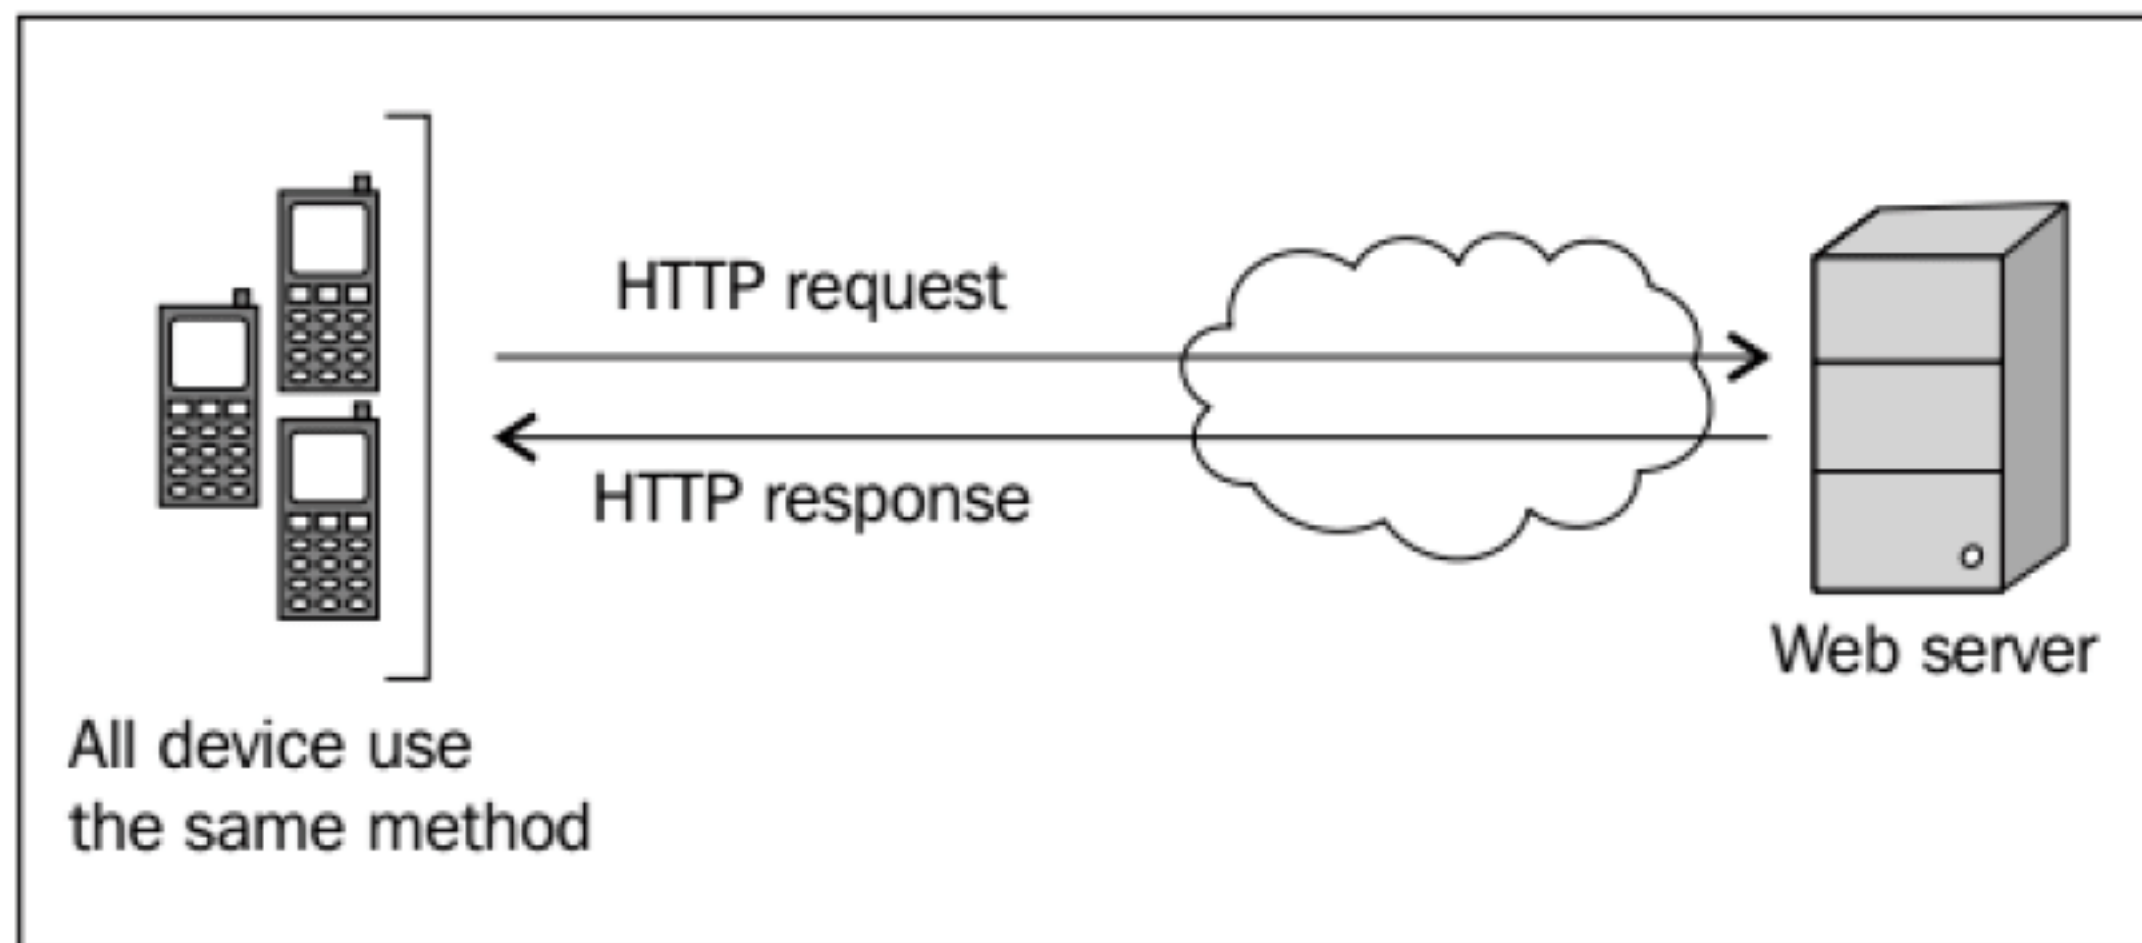 HTTP request
HTTP response
Web server
All device use
the same method